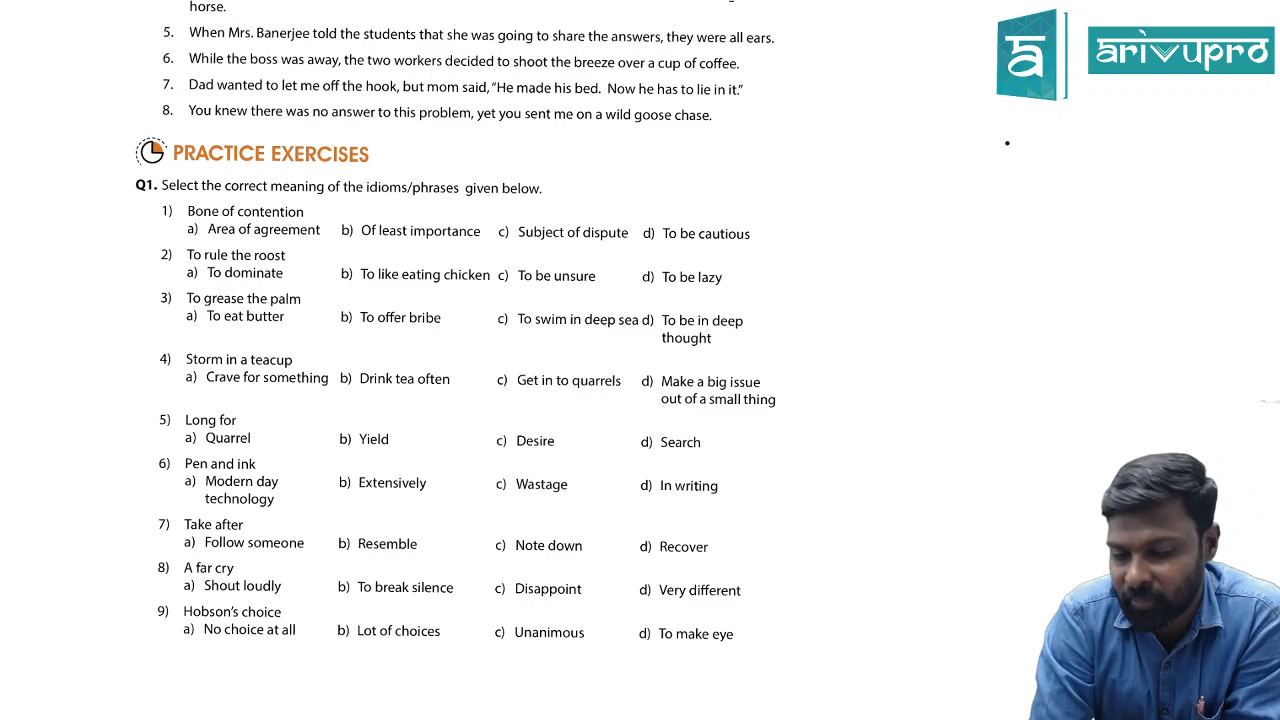 horse.
5. When Mrs. Banerjee told the students that she was going to share the answers, they were all ears.
6. While the boss was away, the two workers decided to shoot the breeze over a cup of coffee.
7. Dad wanted to let me off the hook, but mom said, “He made his bed. Now he has to lie in it.”
8. You knew there was no answer to this problem, yet you sent me on a wild goose chase.
PRACTICE EXERCISES
Q1. Select the correct meaning of the idioms/phrases given below.
1) Bone of contention
a) Area of agreement b) Of least importance c) Subject of dispute d) To be cautious
2) To rule the roost
a) To dominate b) To like eating chicken c) To be unsure d) To be lazy
3) To grease the palm
a) To eat butter b) To offer bribe c) To swim in deep sea d) To be in deep
thought
4) Storm in a teacup
a) Crave for something b) Drink tea often c) Get in to quarrels d) Make a big issue
out of a small thing
5) Long for
a) Quarrel b) Yield c) Desire d) Search
6) Pen and ink
a) Modern day b) Extensively c) Wastage d) In writing
technology
7) Take after
a) Follow someone b) Resemble c) Note down d) Recover
8) A far cry
a) Shout loudly b) To break silence c) Disappoint d) Very different
9) Hobson’s choice
a) No choice at all b) Lot of choices c) Unanimous d) To make eye
a
arivupro